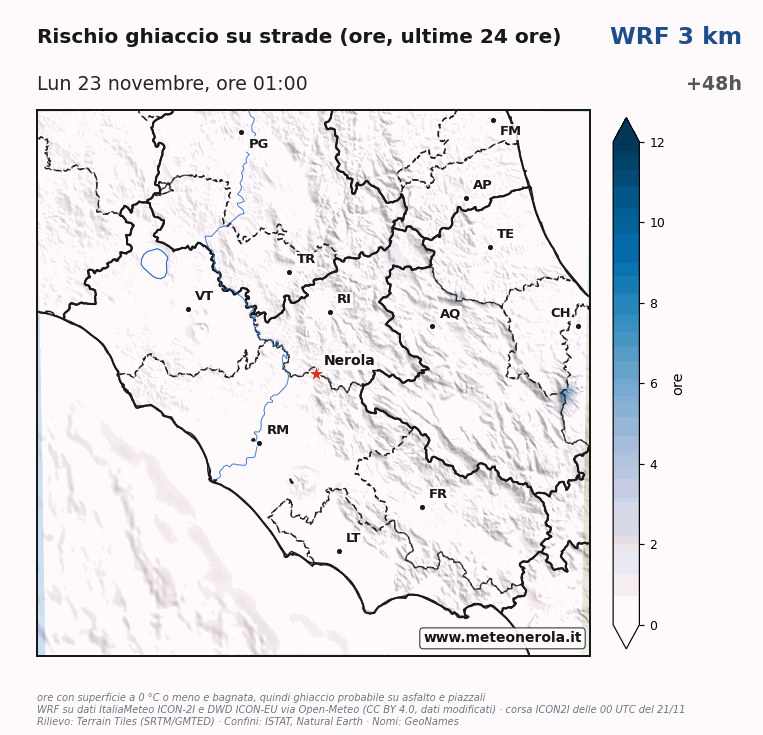 Rischio ghiaccio su strade (ore, ultime 24 ore)
WRF 3 km
Lun 23 novembre, ore 01:00
+48h
FM
PG
AP
TE
TR
VT
RI
AQ
CH.
Nerola
RM
FR
LT
www.meteonerola.it
12
10
8
6
4
2
0
ore
ore con superficie a 0 °C o meno e bagnata, quindi ghiaccio probabile su asfalto e piazzali
WRF su dati ItaliaMeteo ICON-2I e DWD ICON-EU via Open-Meteo (CC BY 4.0, dati modificati) · corsa ICON2I delle 00 UTC del 21/11
Rilievo: Terrain Tiles (SRTM/GMTED) · Confini: ISTAT, Natural Earth · Nomi: GeoNames